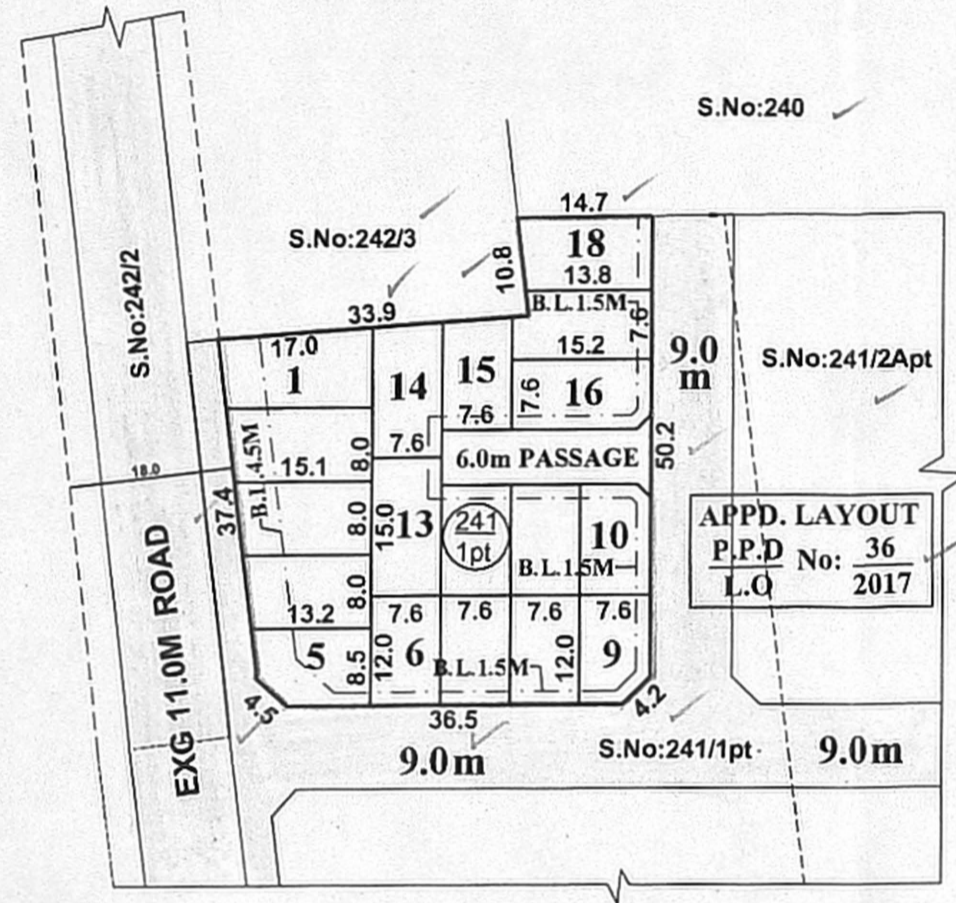 S.No:240
14.7
18
S.No:242/3
10.8
13.8
S.No:242/2
33.9
B.L.1.5M
7.6
17.0
15.2
9.0
m
S.No:241/2Apt
1
14
15
7.6
16
7.6
7.6
B.L.4.5M
15.1
8.0
6.0m PASSAGE
50.2
18.0
37.4
APPD. LAYOUT
P.P.D
L.O
No:
36
2017
8.0
15.0
13
241
1pt
10
B.L.1.5M
EXG 11.0M ROAD
8.0
13.2
7.6
7.6
7.6
7.6
5
8.5
12.0
6
B.L.1.5M
12.0
9
4.5
36.5
4.2
9.0m
S.No:241/1pt
9.0m